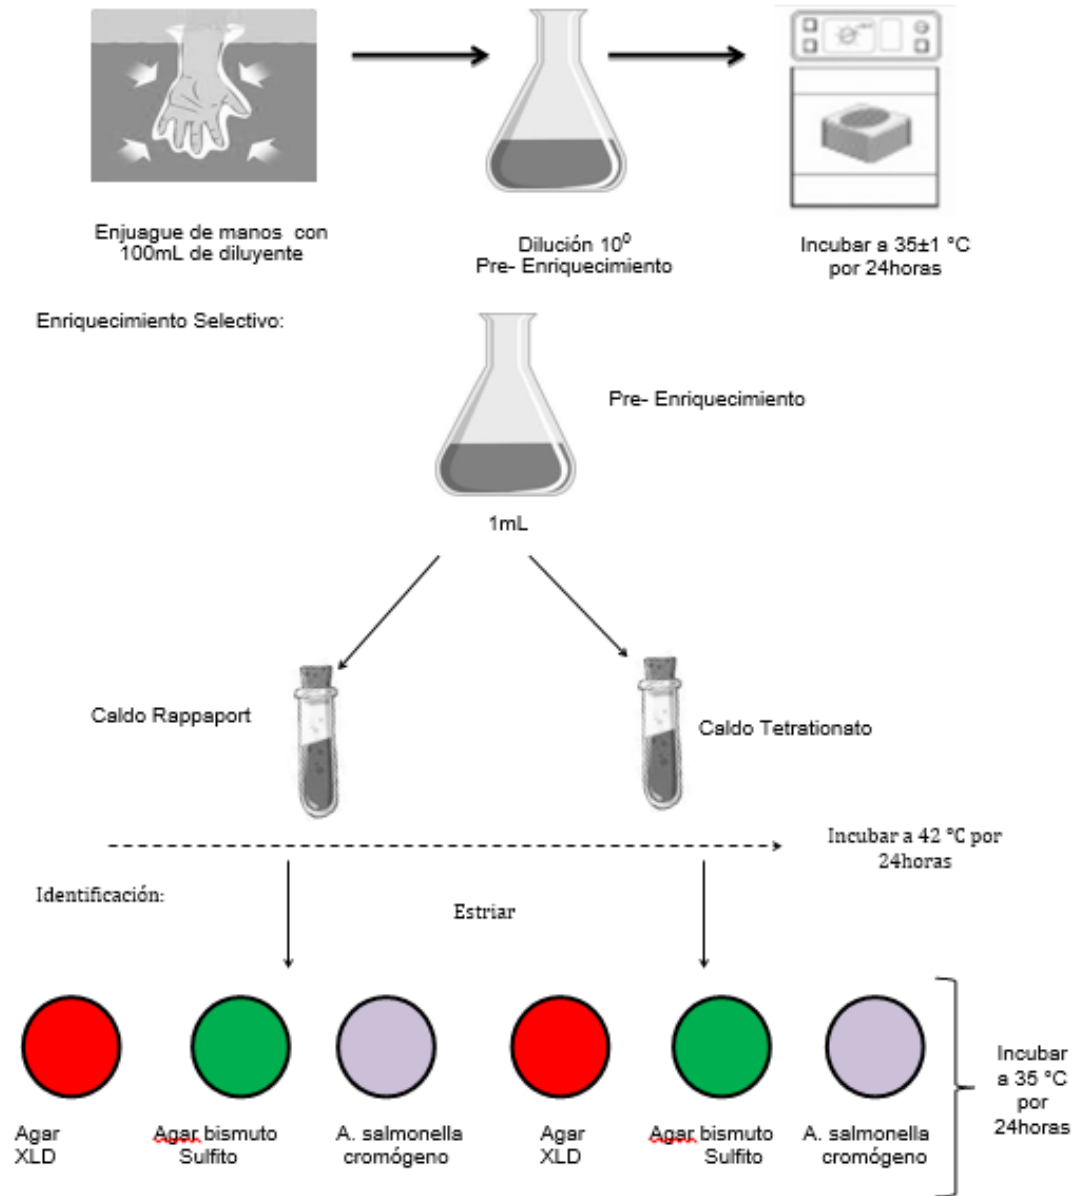 Enjuague de manos con
100mL de diluyente
Dilución 10⁰
Pre- Enriquecimiento
Incubar a 35±1 °C
por 24horas
Enriquecimiento Selectivo:
Pre- Enriquecimiento
1mL
Caldo Rappaport
Caldo Tetrationato
Incubar a 42 °C por
24horas
Identificación:
Estriar
Agar
XLD
Agar bismuto
Sulfito
A. salmonella
cromógeno
Agar
XLD
Agar bismuto
Sulfito
A. salmonella
cromógeno
Incubar
a 35 °C
por
24horas